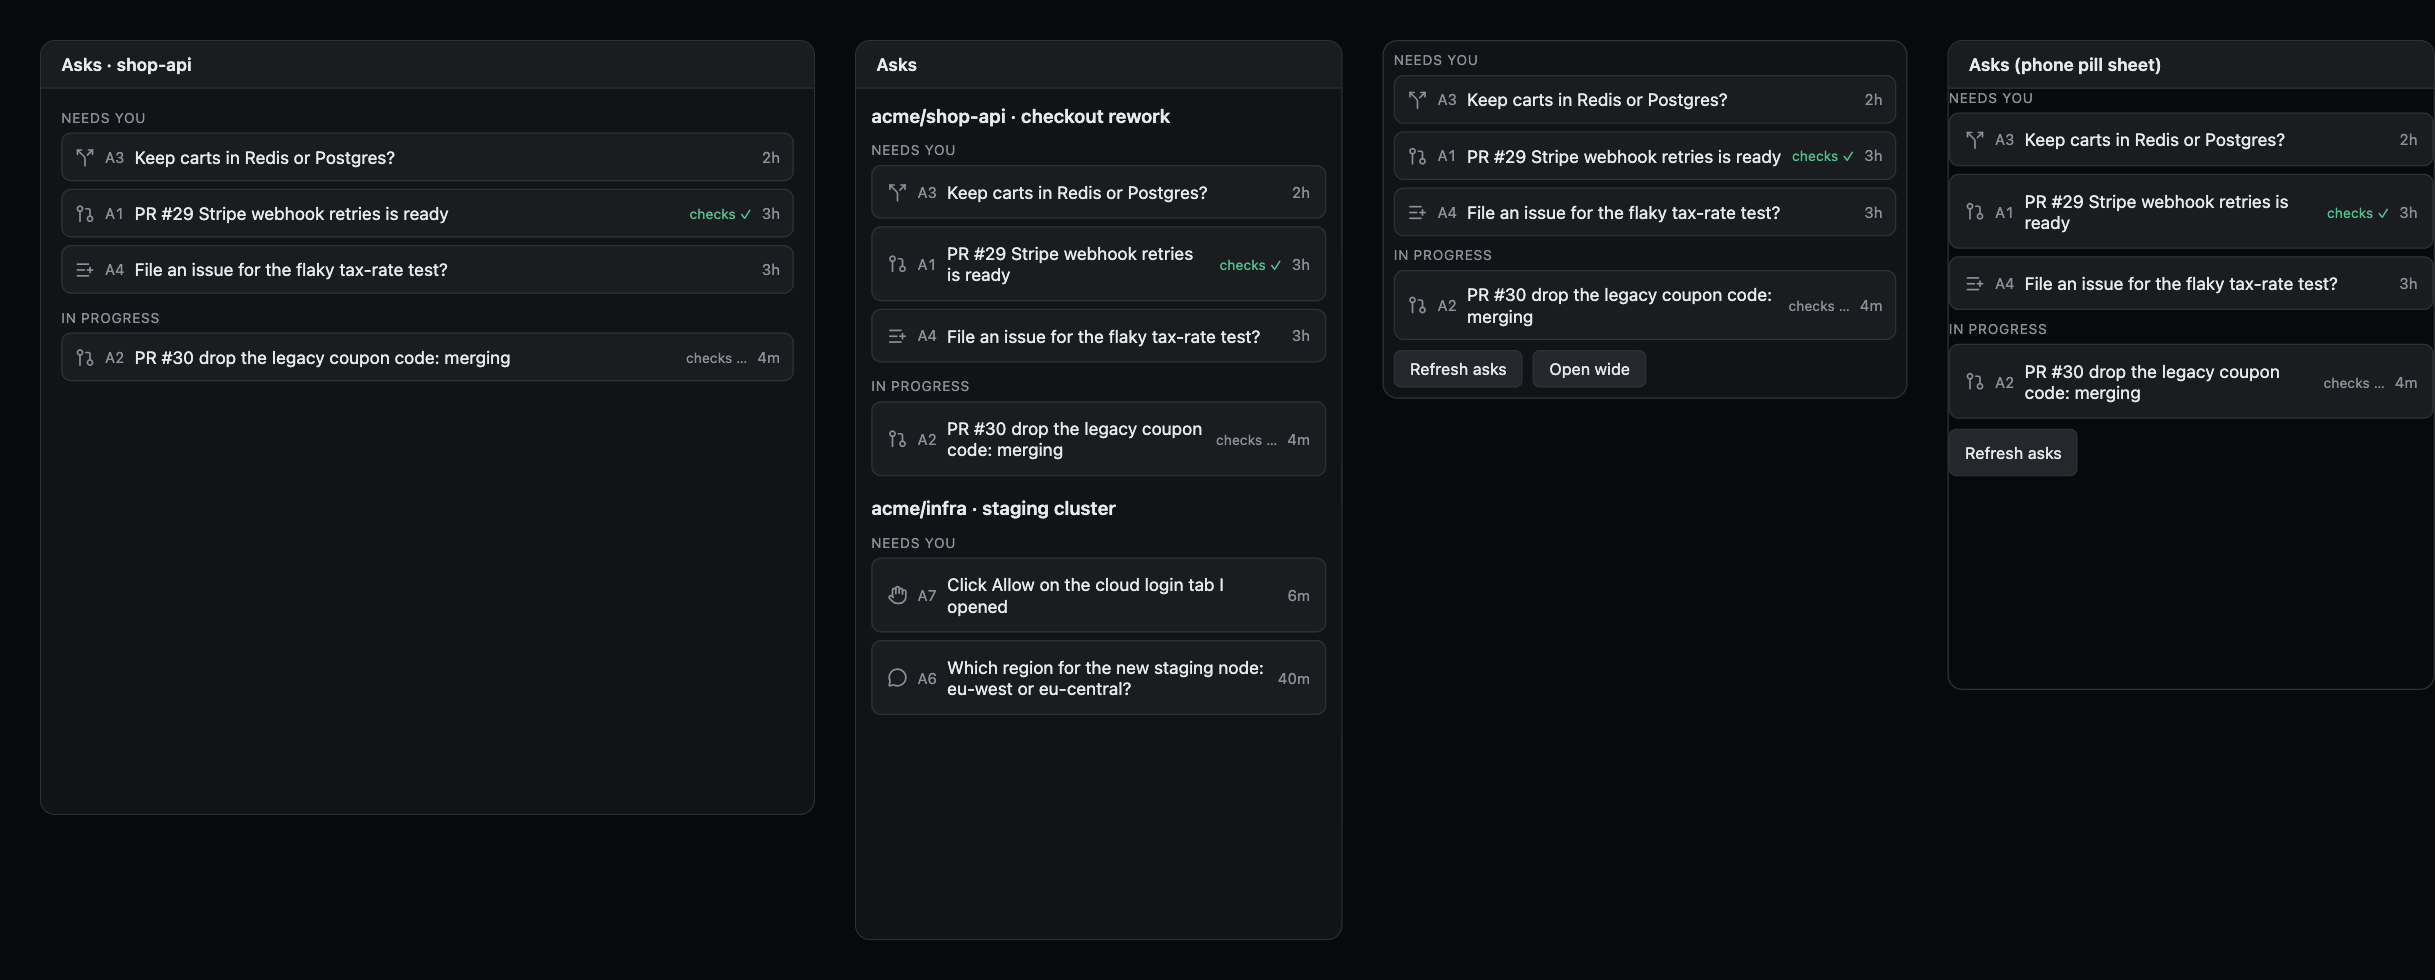 Asks · shop-api
NEEDS YOU
A3 Keep carts in Redis or Postgres? 2h
A1 PR #29 Stripe webhook retries is ready checks ✓ 3h
A4 File an issue for the flaky tax-rate test? 3h
IN PROGRESS
A2 PR #30 drop the legacy coupon code: merging checks ... 4m
Asks
acme/shop-api · checkout rework
NEEDS YOU
A3 Keep carts in Redis or Postgres? 2h
A1 PR #29 Stripe webhook retries
is ready checks ✓ 3h
A4 File an issue for the flaky tax-rate test? 3h
IN PROGRESS
A2 PR #30 drop the legacy coupon
code: merging checks ... 4m
acme/infra · staging cluster
NEEDS YOU
A7 Click Allow on the cloud login tab I
opened 6m
A6 Which region for the new staging node:
eu-west or eu-central? 40m
NEEDS YOU
A3 Keep carts in Redis or Postgres? 2h
A1 PR #29 Stripe webhook retries is ready checks ✓ 3h
A4 File an issue for the flaky tax-rate test? 3h
IN PROGRESS
A2 PR #30 drop the legacy coupon code:
merging checks ... 4m
Refresh asks Open wide
Asks (phone pill sheet)
NEEDS YOU
A3 Keep carts in Redis or Postgres? 2h
A1 PR #29 Stripe webhook retries is
ready checks ✓ 3h
A4 File an issue for the flaky tax-rate test? 3h
IN PROGRESS
A2 PR #30 drop the legacy coupon
code: merging checks ... 4m
Refresh asks